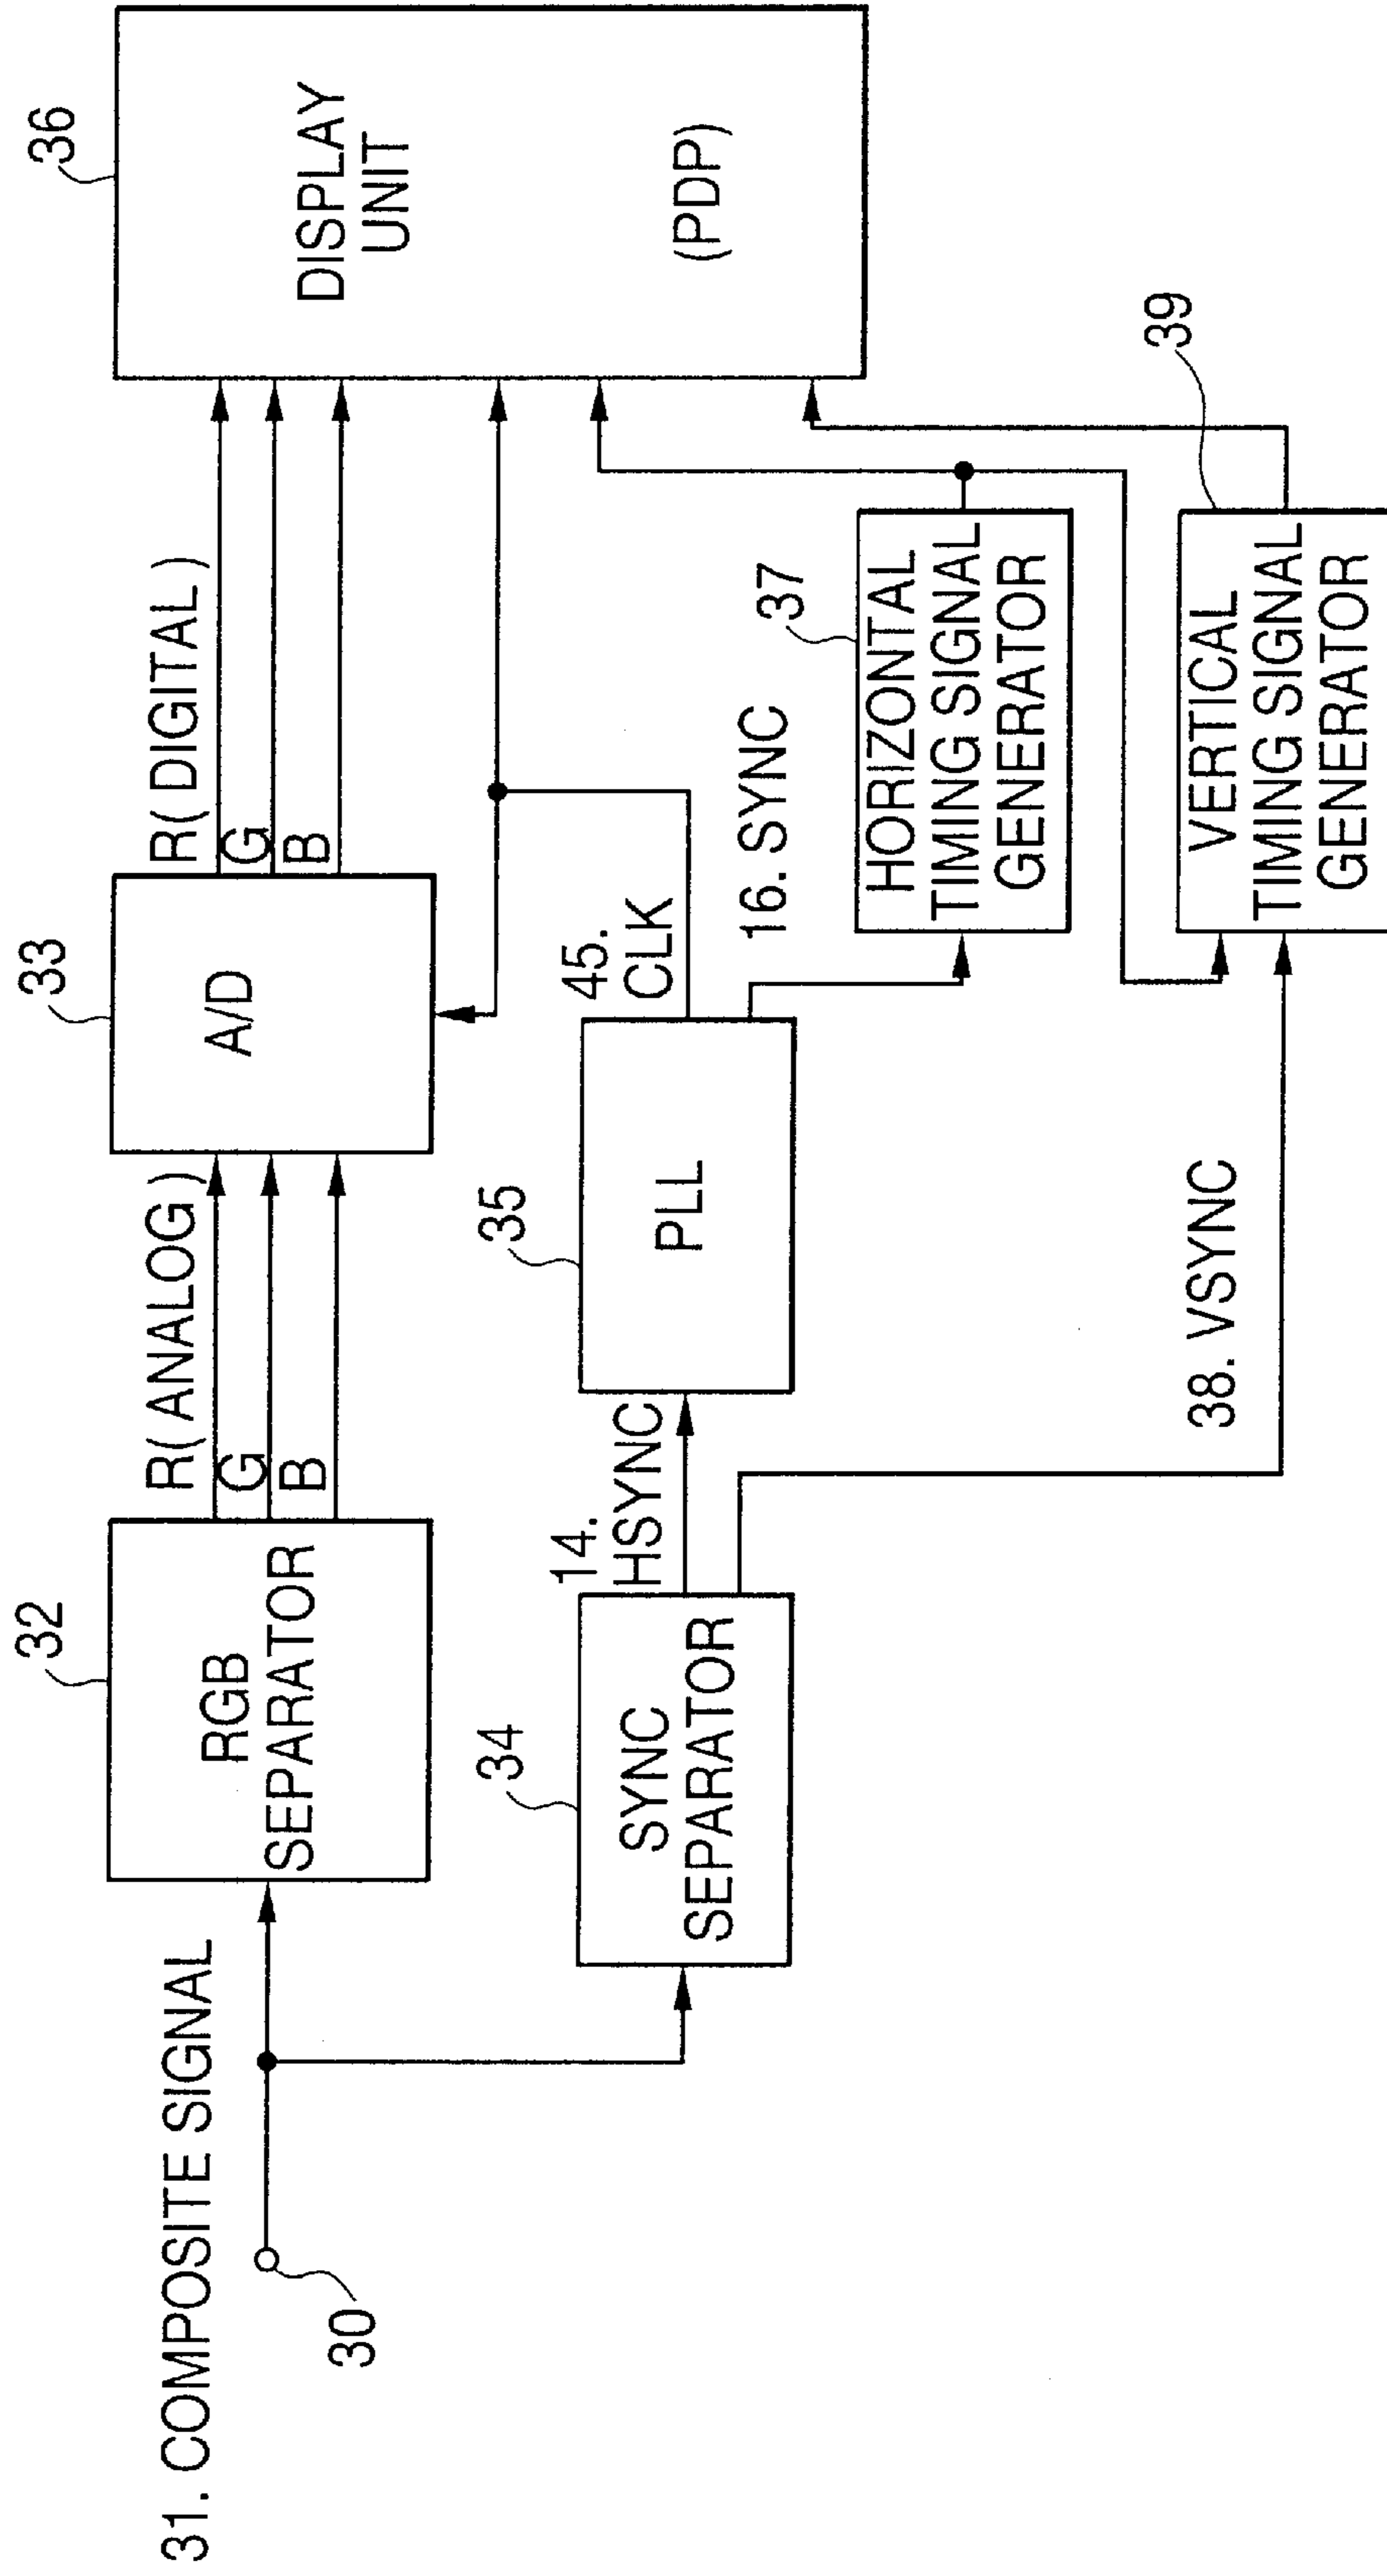 31. COMPOSITE SIGNAL
30
32
RGB
SEPARATOR
R( ANALOG )
G
B
33
A/D
R( DIGITAL )
G
B
36
DISPLAY
UNIT
(PDP)
34
SYNC
SEPARATOR
14.
HSYNC
35
PLL
45.
CLK
16. SYNC
37
HORIZONTAL
TIMING SIGNAL
GENERATOR
38. VSYNC
39
VERTICAL
TIMING SIGNAL
GENERATOR